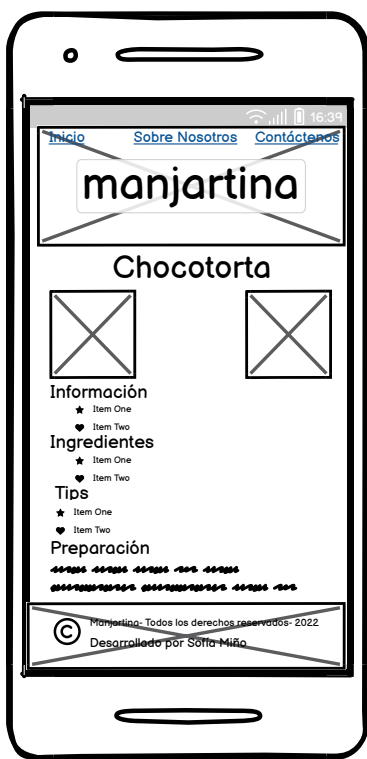 16:39
Inicio Sobre Nosotros Contáctenos
manjartina
Chocotorta
Información
Item One
Item Two
Ingredientes
Item One
Item Two
Tips
Item One
Item Two
Preparación
© Manjartina- Todos los derechos reservados- 2022
Desarrollado por Sofía Miño